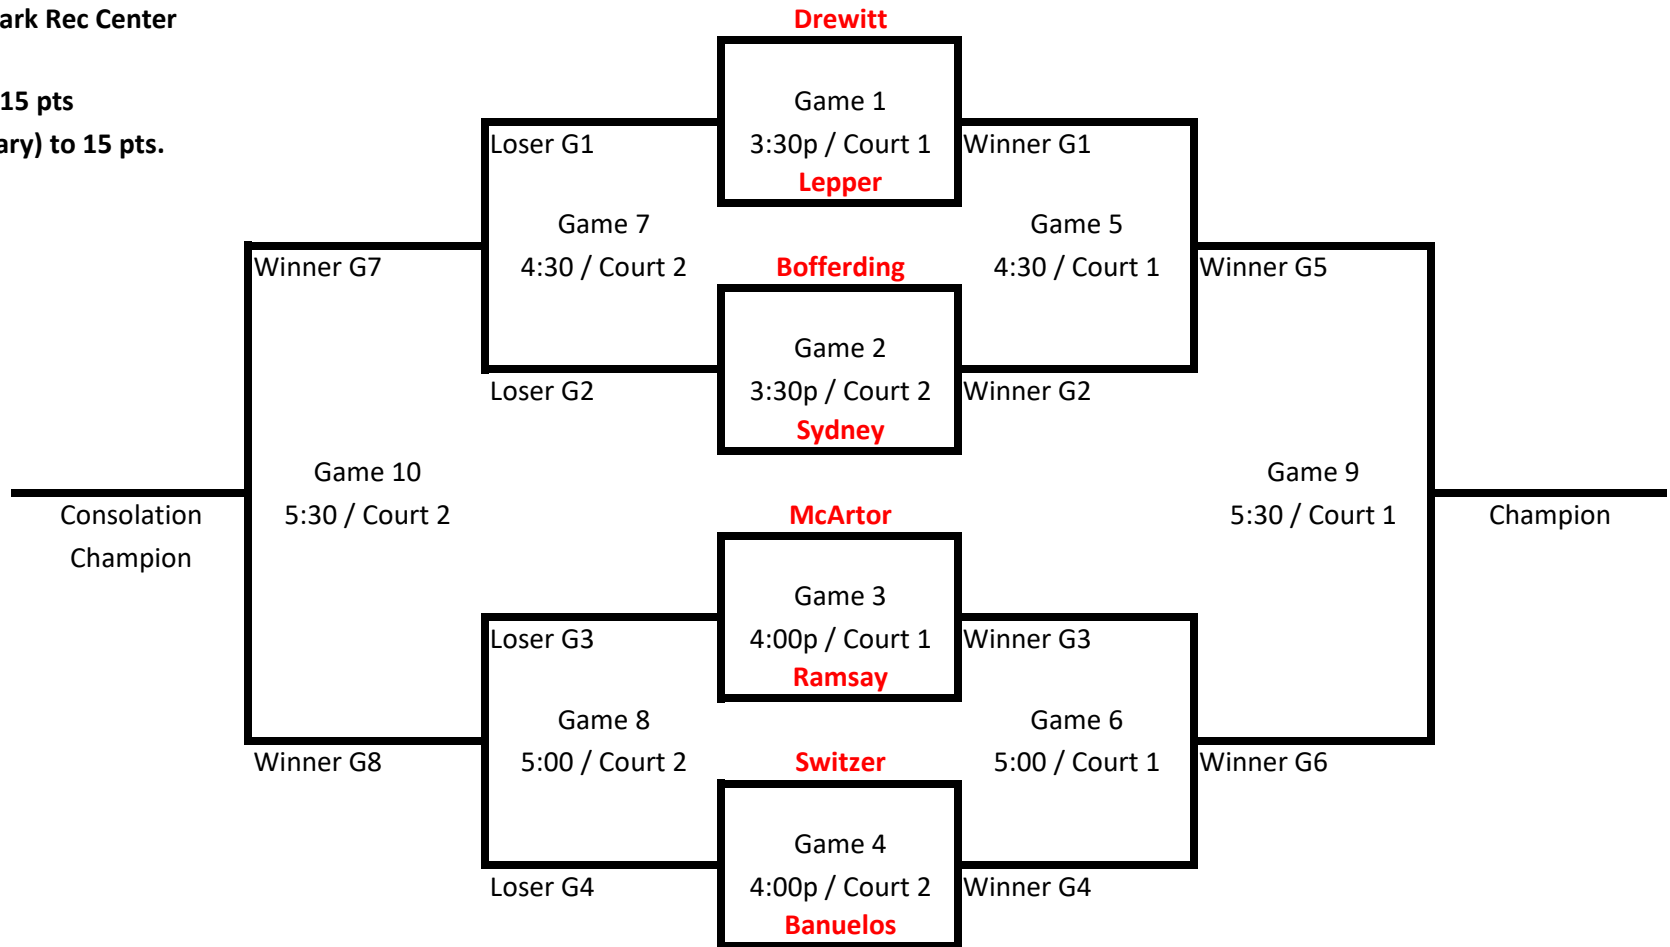 ark Rec Center
Drewitt
15 pts
Game 1
ary) to 15 pts.
Loser G1
3:30p / Court 1
Winner G1
Lepper
Game 7
Game 5
Winner G7
4:30 / Court 2
Bofferding
4:30 / Court 1
Winner G5
Game 2
Loser G2
3:30p / Court 2
Winner G2
Sydney
Game 10
Game 9
Consolation
5:30 / Court 2
McArtor
5:30 / Court 1
Champion
Champion
Game 3
Loser G3
4:00p / Court 1
Winner G3
Ramsay
Game 8
Game 6
Winner G8
5:00 / Court 2
Switzer
5:00 / Court 1
Winner G6
Game 4
Loser G4
4:00p / Court 2
Winner G4
Banuelos